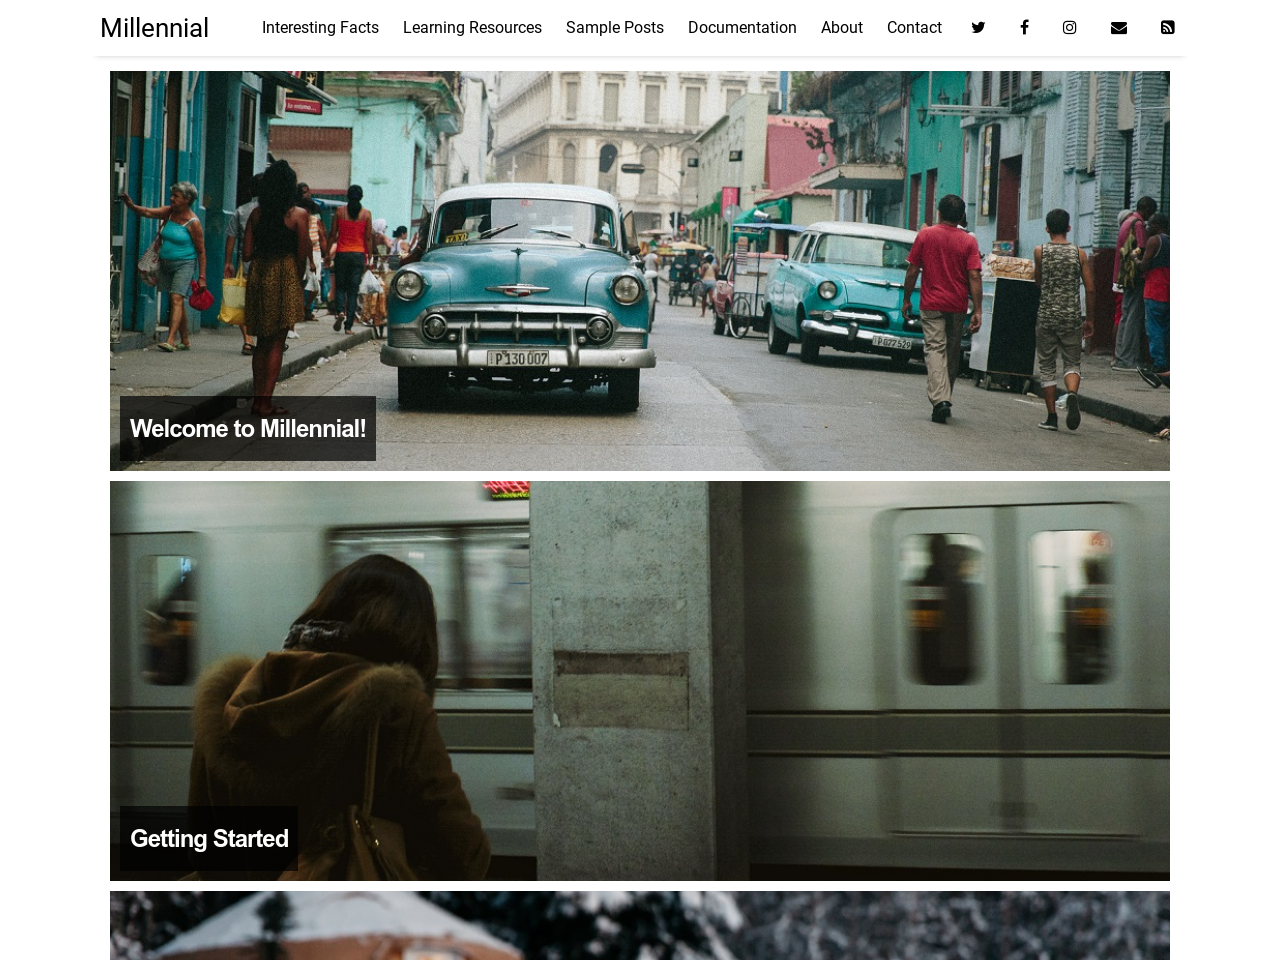 Millennial
Interesting Facts
Learning Resources
Sample Posts
Documentation
About
Contact
TAXI
P 130 007
P 027 529
Welcome to Millennial!
Getting Started